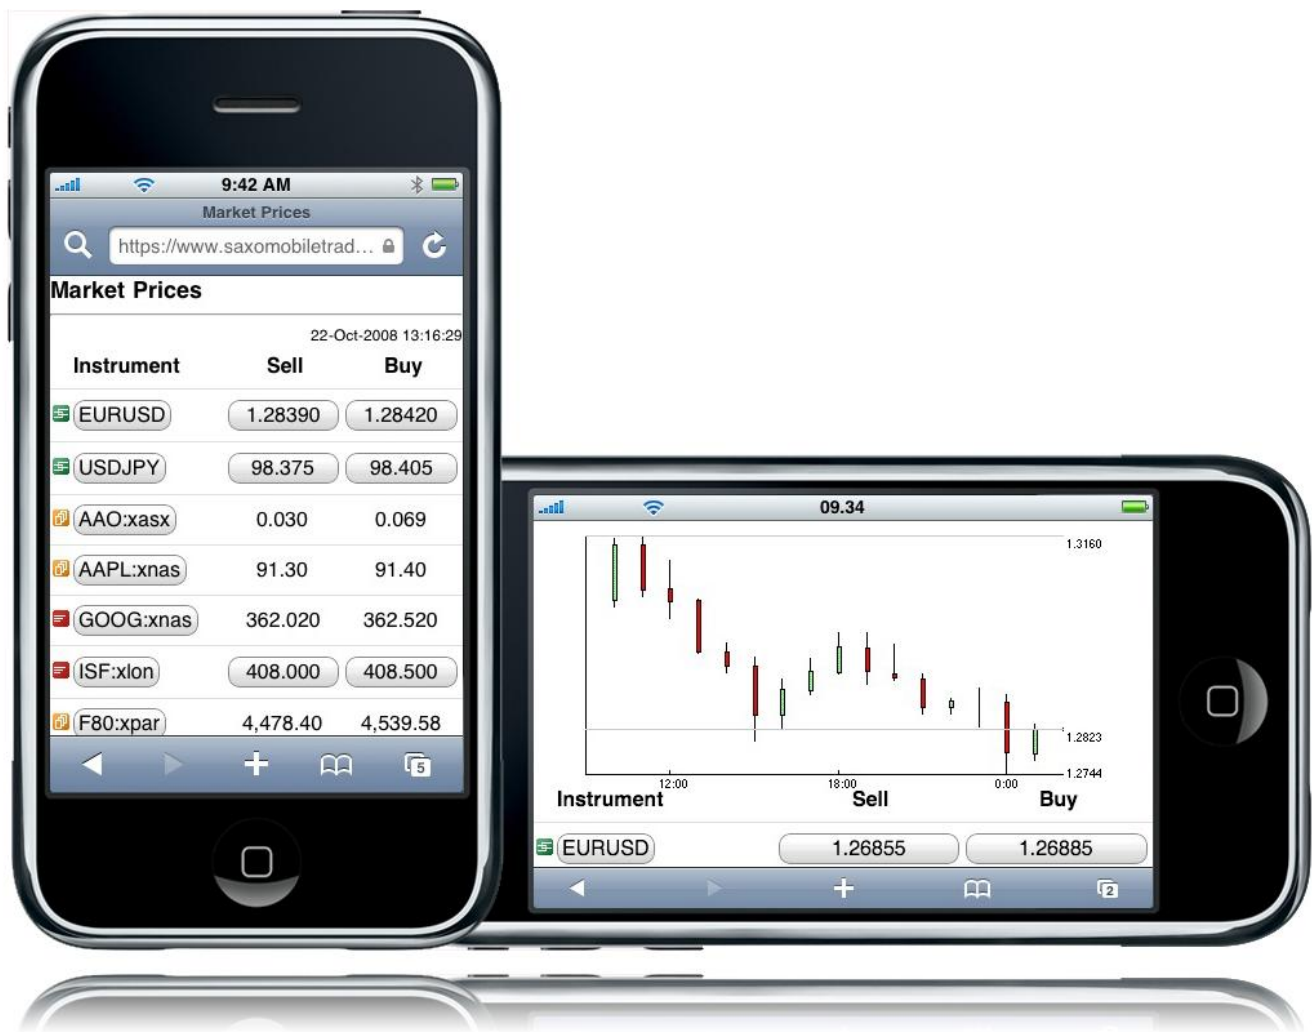 9:42 AM
Market Prices
https://www.saxomobiletrad...
Market Prices
22-Oct-2008 13:16:29
Instrument Sell Buy
EURUSD 1.28390 1.28420
USDJPY 98.375 98.405
AAO:xasx 0.030 0.069
AAPL:xnas 91.30 91.40
GOOG:xnas 362.020 362.520
ISF:xlon 408.000 408.500
F80:xpar 4,478.40 4,539.58
5
09.34
1.3160
1.2823
1.2744
12:00 18:00 0:00
Instrument Sell Buy
EURUSD 1.26855 1.26885
2